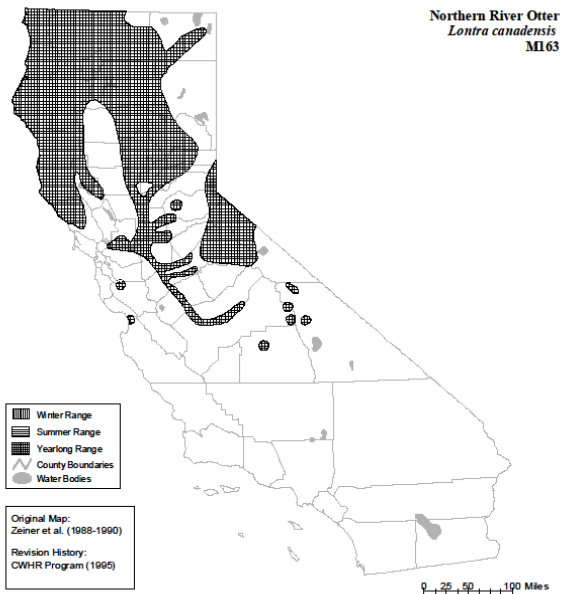 Northern River Otter
Lontra canadensis
M163
Winter Range
Summer Range
Yearlong Range
County Boundaries
Water Bodies
Original Map:
Zeiner et al. (1988-1990)
Revision History:
CWHR Program (1995)
0 25 50 100 Miles